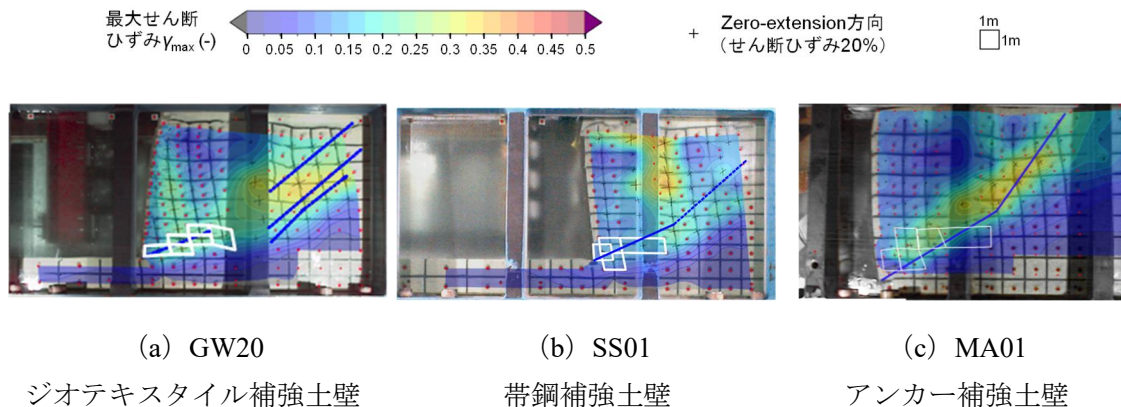 最大せん断
ひずみγmax (-)
0 0.05 0.1 0.15 0.2 0.25 0.3 0.35 0.4 0.45 0.5
+ Zero-extension方向
（せん断ひずみ20%）
1m
1m
（a）GW20
（b）SS01
（c）MA01
ジオテキスタイル補強土壁
帯鋼補強土壁
アンカー補強土壁